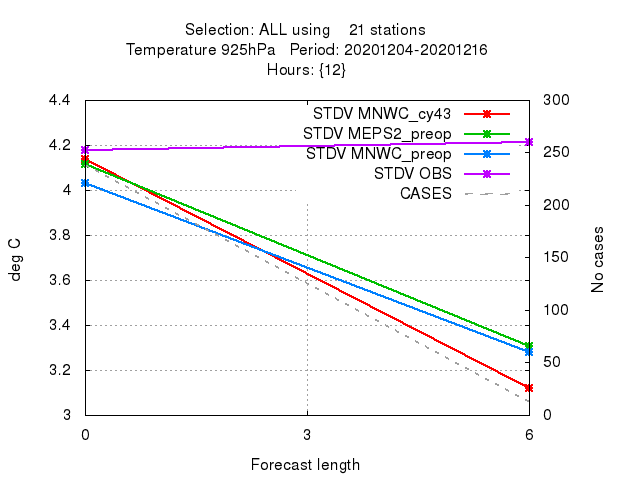 Selection: ALL using    21 stations
Temperature 925hPa   Period: 20201204-20201216
Hours: {12}
4.4
4.2
4
3.8
3.6
3.4
3.2
3
deg C
300
250
200
150
100
50
0
No cases
STDV MNWC_cy43
STDV MEPS2_preop
STDV MNWC_preop
STDV OBS
CASES
0
3
6
Forecast length